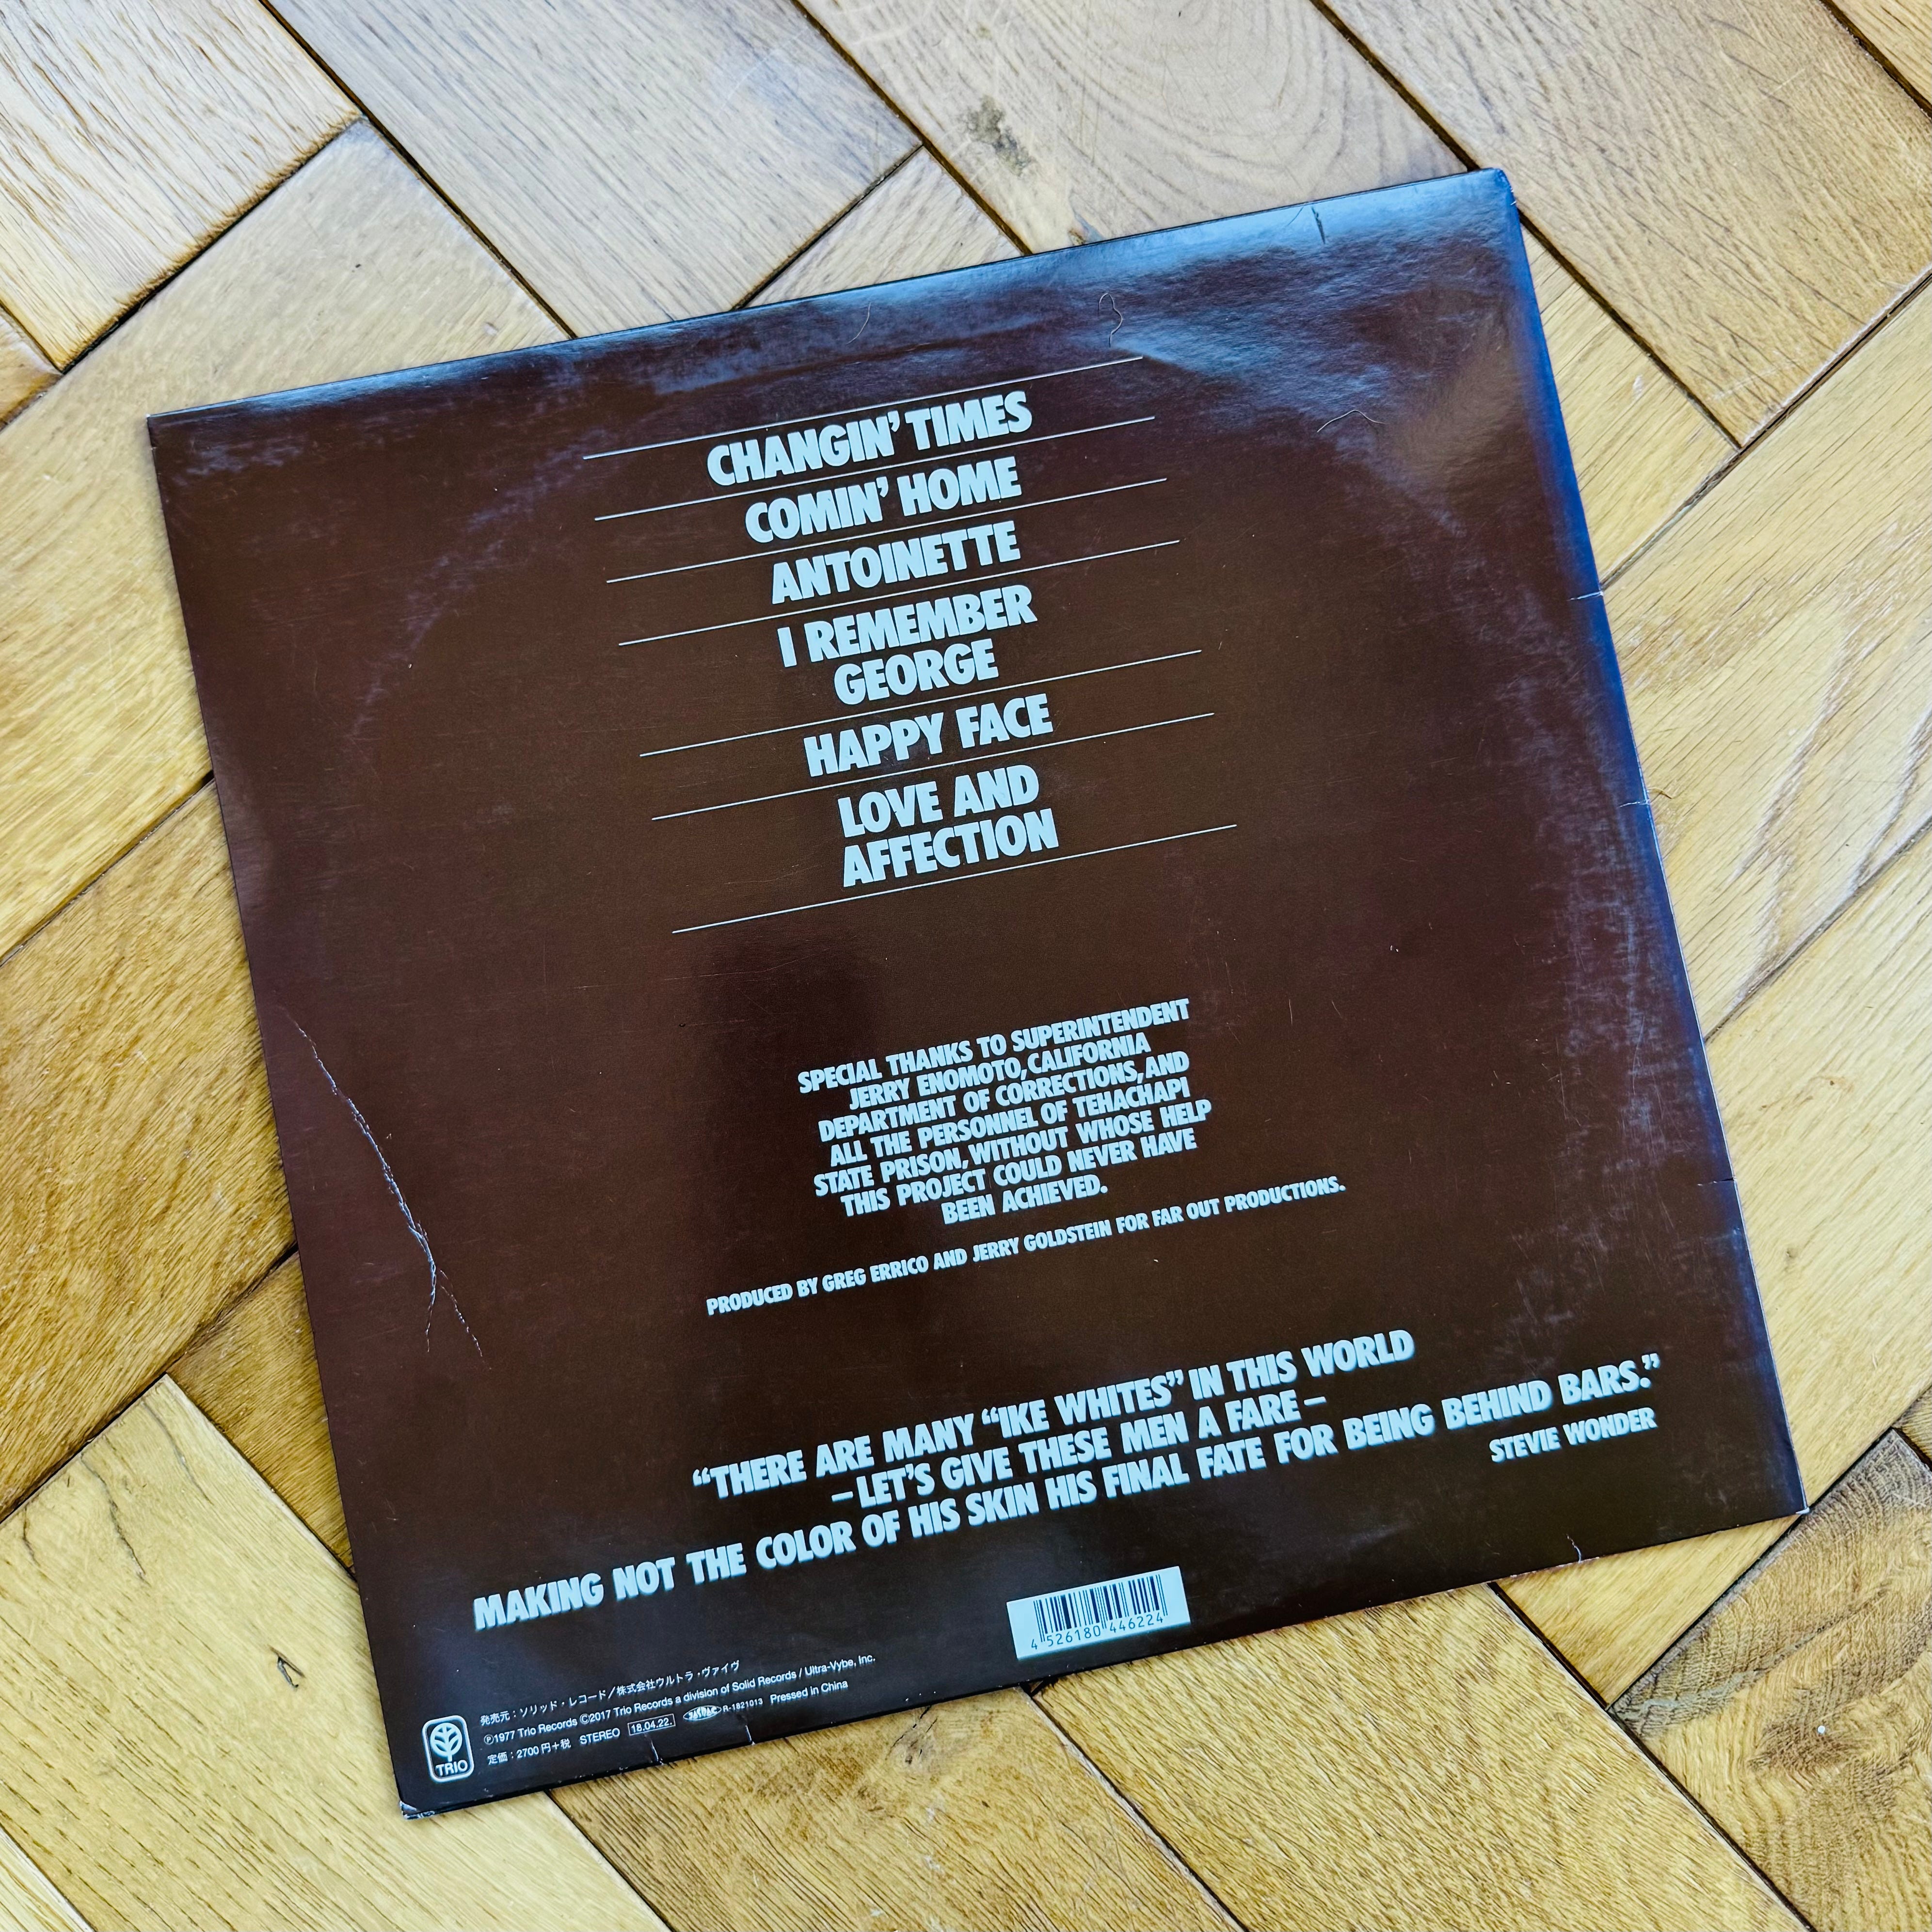 CHANGIN' TIMES
COMIN' HOME
ANTOINETTE
I REMEMBER
GEORGE
HAPPY FACE
LOVE AND
AFFECTION
SPECIAL THANKS TO SUPERINTENDENT
JERRY ENOMOTO, CALIFORNIA
DEPARTMENT OF CORRECTIONS, AND
ALL THE PERSONNEL OF TEHACHAPI
STATE PRISON, WITHOUT WHOSE HELP
THIS PROJECT COULD NEVER HAVE
BEEN ACHIEVED.
PRODUCED BY GREG ERRICO AND JERRY GOLDSTEIN FOR FAR OUT PRODUCTIONS.
“THERE ARE MANY “IKE WHITES” IN THIS WORLD
–LET'S GIVE THESE MEN A FARE–
MAKING NOT THE COLOR OF HIS SKIN HIS FINAL FATE FOR BEING BEHIND BARS.”
STEVIE WONDER
4 526180 446224
TRIO
発売元：ソリッド・レコード／株式会社ウルトラ・ヴァイヴ
Ⓟ1977 Trio Records ©2017 Trio Records a division of Solid Records / Ultra-Vybe, Inc.
定価：2700円＋税 STEREO 18.04.22. R-1821013 Pressed in China